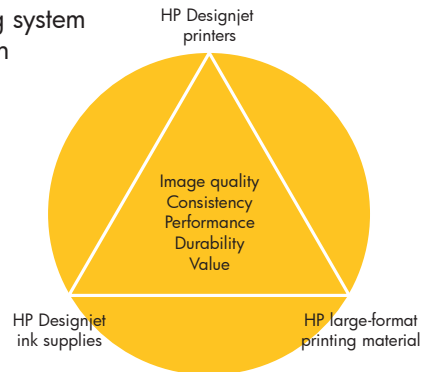 g system
HP Designjet
printers
Image quality
Consistency
Performance
Durability
Value
HP Designjet
ink supplies
HP large-format
printing material